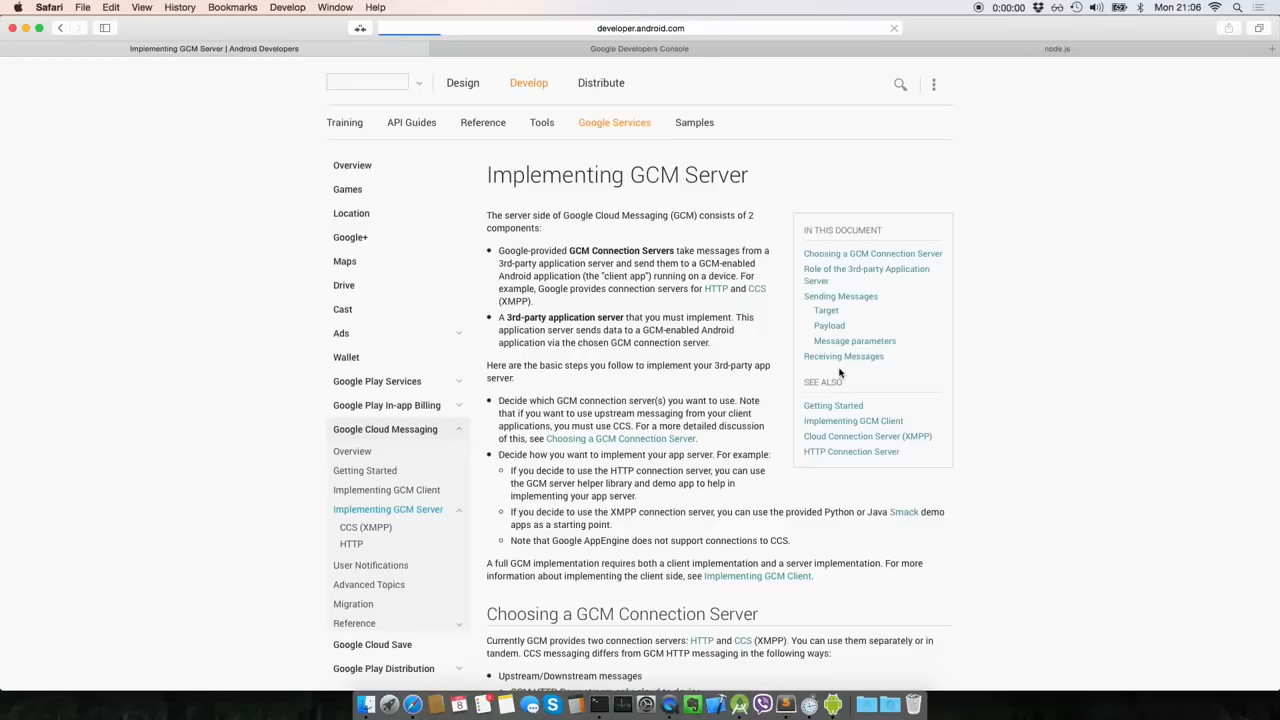 Safari File Edit View History Bookmarks Develop Window Help 0:00:00 Mon 21:06
developer.android.com
Implementing GCM Server | Android Developers Google Developers Console node.js
Design Develop Distribute
Training API Guides Reference Tools Google Services Samples
Overview
Games
Location
Google+
Maps
Drive
Cast
Ads
Wallet
Google Play Services
Google Play In-app Billing
Google Cloud Messaging
Overview
Getting Started
Implementing GCM Client
Implementing GCM Server
CCS (XMPP)
HTTP
User Notifications
Advanced Topics
Migration
Reference
Google Cloud Save
Google Play Distribution
Implementing GCM Server
The server side of Google Cloud Messaging (GCM) consists of 2
components:
• Google-provided GCM Connection Servers take messages from a
3rd-party application server and send them to a GCM-enabled
Android application (the "client app") running on a device. For
example, Google provides connection servers for HTTP and CCS
(XMPP).
• A 3rd-party application server that you must implement. This
application server sends data to a GCM-enabled Android
application via the chosen GCM connection server.
Here are the basic steps you follow to implement your 3rd-party app
server:
• Decide which GCM connection server(s) you want to use. Note
that if you want to use upstream messaging from your client
applications, you must use CCS. For a more detailed discussion
of this, see Choosing a GCM Connection Server.
• Decide how you want to implement your app server. For example:
If you decide to use the HTTP connection server, you can use
the GCM server helper library and demo app to help in
implementing your app server.
If you decide to use the XMPP connection server, you can use the provided Python or Java Smack demo
apps as a starting point.
Note that Google AppEngine does not support connections to CCS.
A full GCM implementation requires both a client implementation and a server implementation. For more
information about implementing the client side, see Implementing GCM Client.
Choosing a GCM Connection Server
Currently GCM provides two connection servers: HTTP and CCS (XMPP). You can use them separately or in
tandem. CCS messaging differs from GCM HTTP messaging in the following ways:
• Upstream/Downstream messages
IN THIS DOCUMENT
Choosing a GCM Connection Server
Role of the 3rd-party Application
Server
Sending Messages
Target
Payload
Message parameters
Receiving Messages
SEE ALSO
Getting Started
Implementing GCM Client
Cloud Connection Server (XMPP)
HTTP Connection Server